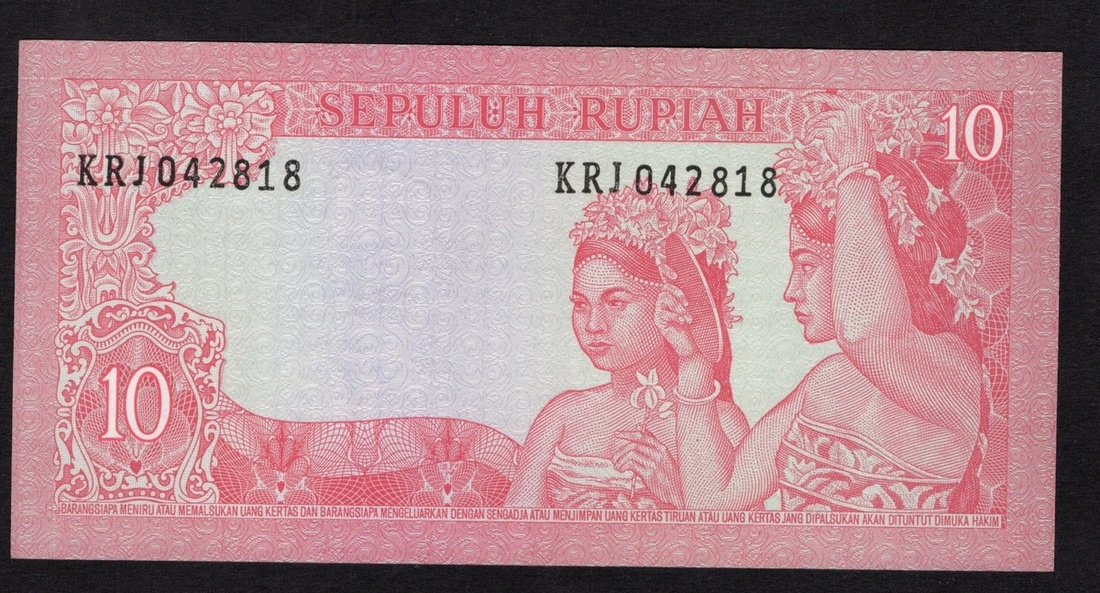 SEPULUH RUPIAH
10
KRJ042818 KRJ042818
10
BARANGSIAPA MENIRU ATAU MEMALSUKAN UANG KERTAS DAN BARANGSIAPA MENGELUARKAN DENGAN SENGADJA ATAU MENJIMPAN UANG KERTAS TIRUAN ATAU UANG KERTAS JANG DIPALSUKAN AKAN DITUNTUT DIMUKA HAKIM